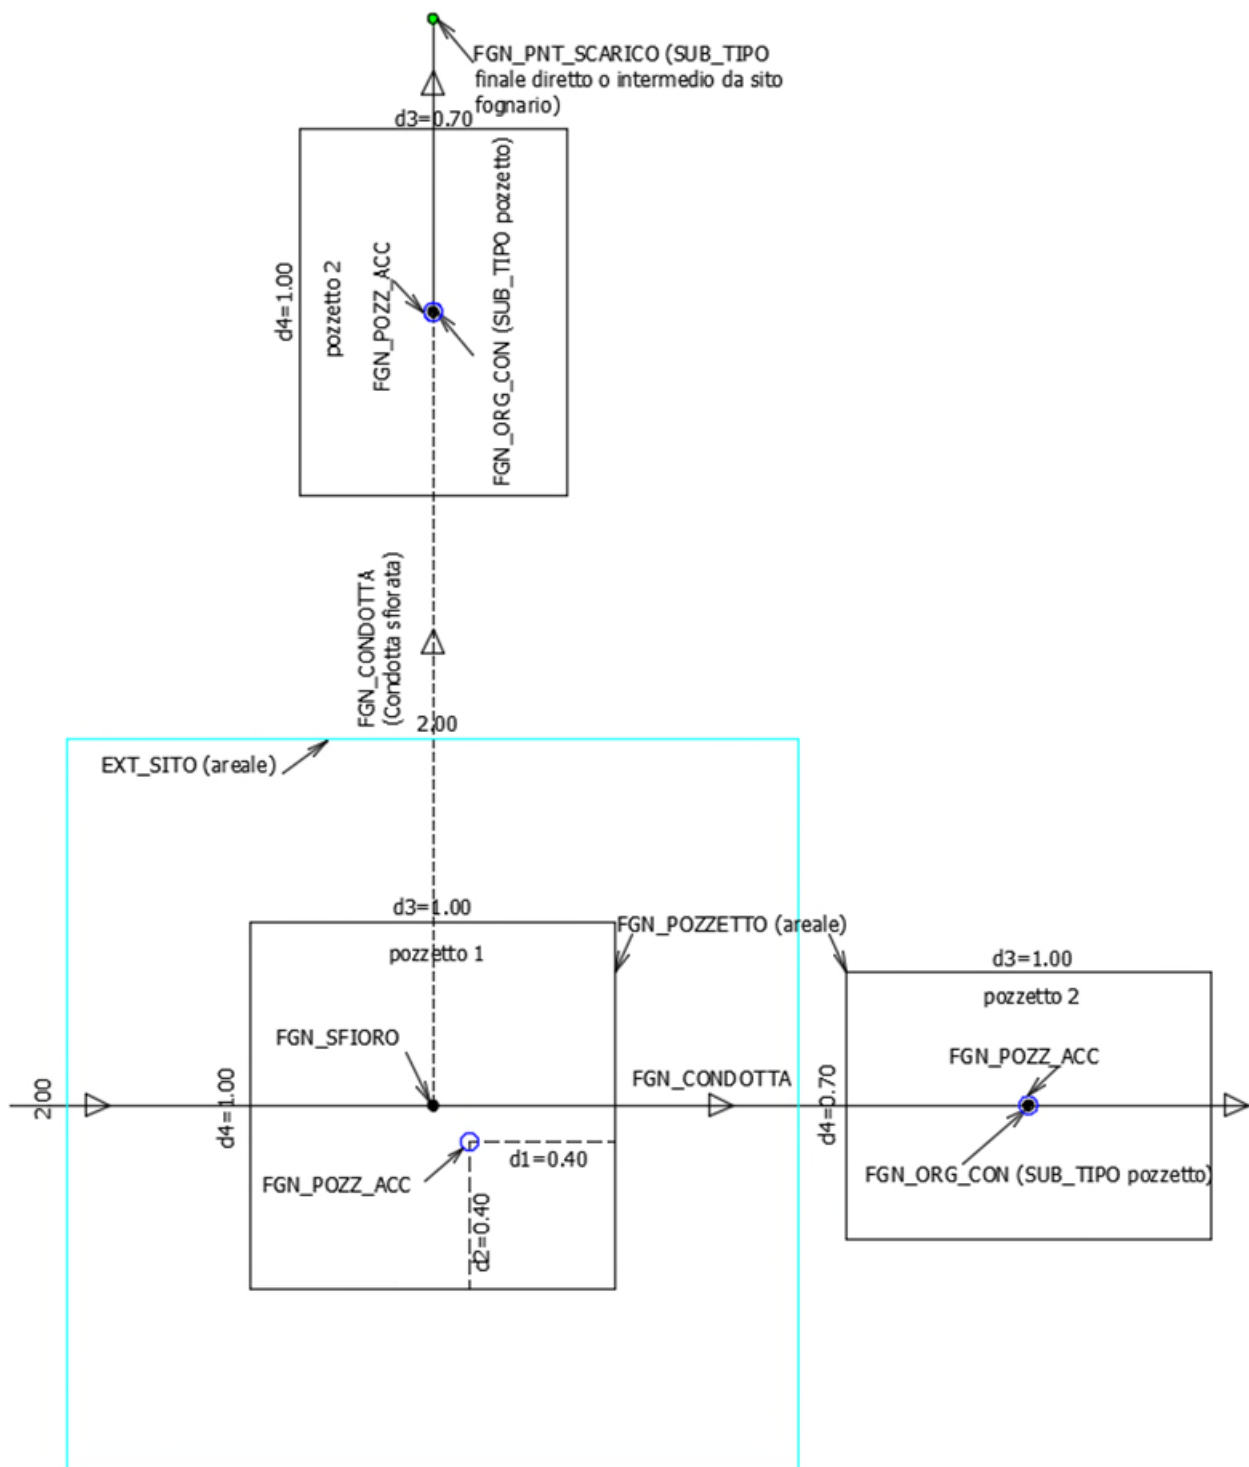 FGN_PNT_SCARICO (SUB_TIPO
finale diretto o intermedio da sito
fognario)
d3=0.70
d4=1.00
pozzetto 2
FGN_POZZ_ACC
FGN_ORG_CON (SUB_TIPO pozzetto)
FGN_CONDOTTA
(Condotta sfiorata)
2.00
EXT_SITO (areale)
d3=1.00
FGN_POZZETTO (areale)
pozzetto 1
d3=1.00
pozzetto 2
FGN_SFIORO
FGN_POZZ_ACC
FGN_CONDOTTA
2.00
d4=1.00
d4=0.70
d1=0.40
FGN_POZZ_ACC
FGN_ORG_CON (SUB_TIPO pozzetto)
d2=0.40